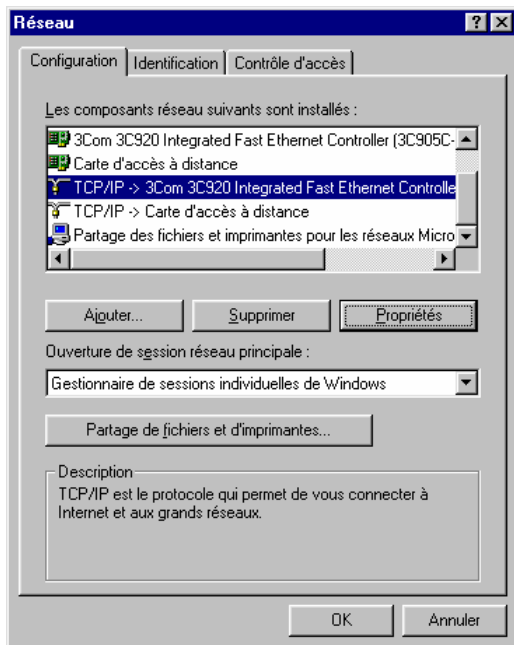 Réseau
Configuration Identification Contrôle d'accès
Les composants réseau suivants sont installés :
3Com 3C920 Integrated Fast Ethernet Controller (3C905C-
Carte d'accès à distance
TCP/IP -> 3Com 3C920 Integrated Fast Ethernet Controlle
TCP/IP -> Carte d'accès à distance
Partage des fichiers et imprimantes pour les réseaux Micro
Ajouter... Supprimer Propriétés
Ouverture de session réseau principale :
Gestionnaire de sessions individuelles de Windows
Partage de fichiers et d'imprimantes...
Description
TCP/IP est le protocole qui permet de vous connecter à
Internet et aux grands réseaux.
OK Annuler